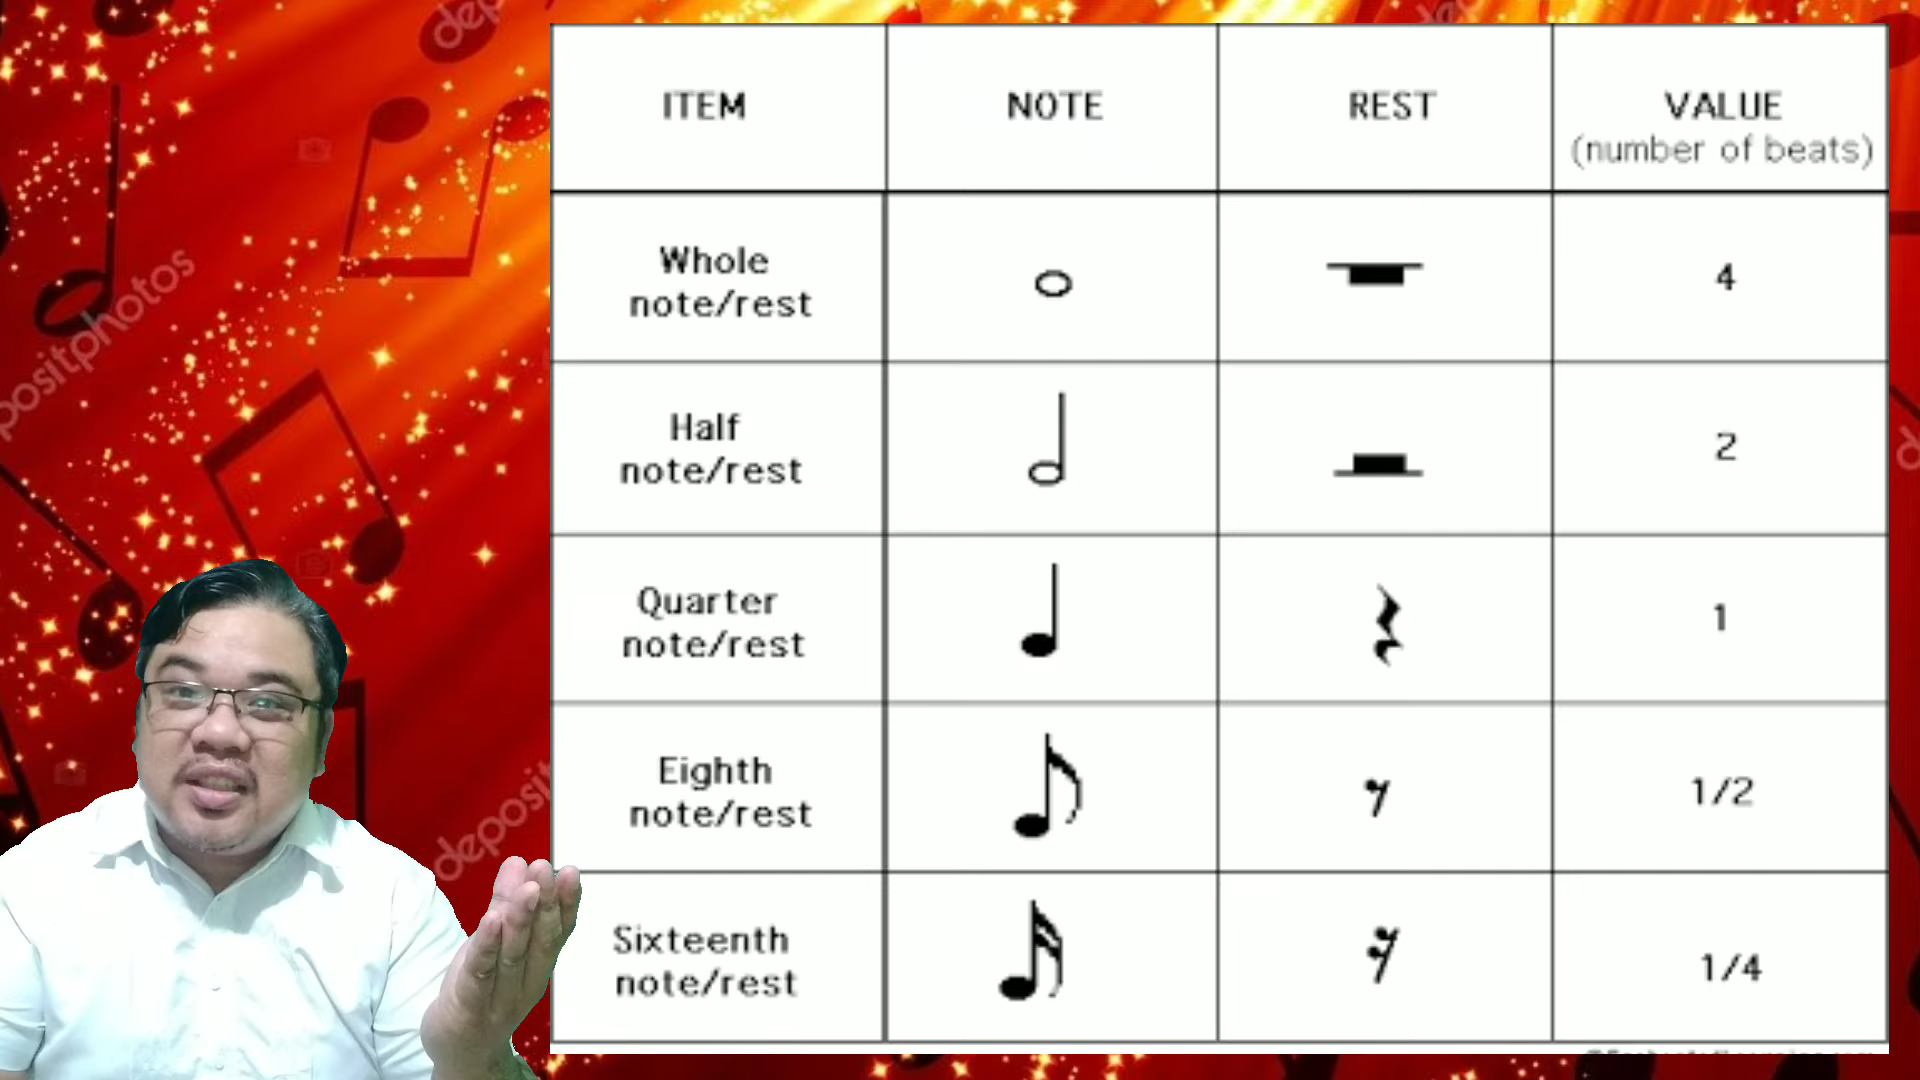 ITEM
NOTE
REST
VALUE
(number of beats)
Whole
note/rest
4
Half
note/rest
2
Quarter
note/rest
1
Eighth
note/rest
1/2
Sixteenth
note/rest
1/4
depositphotos